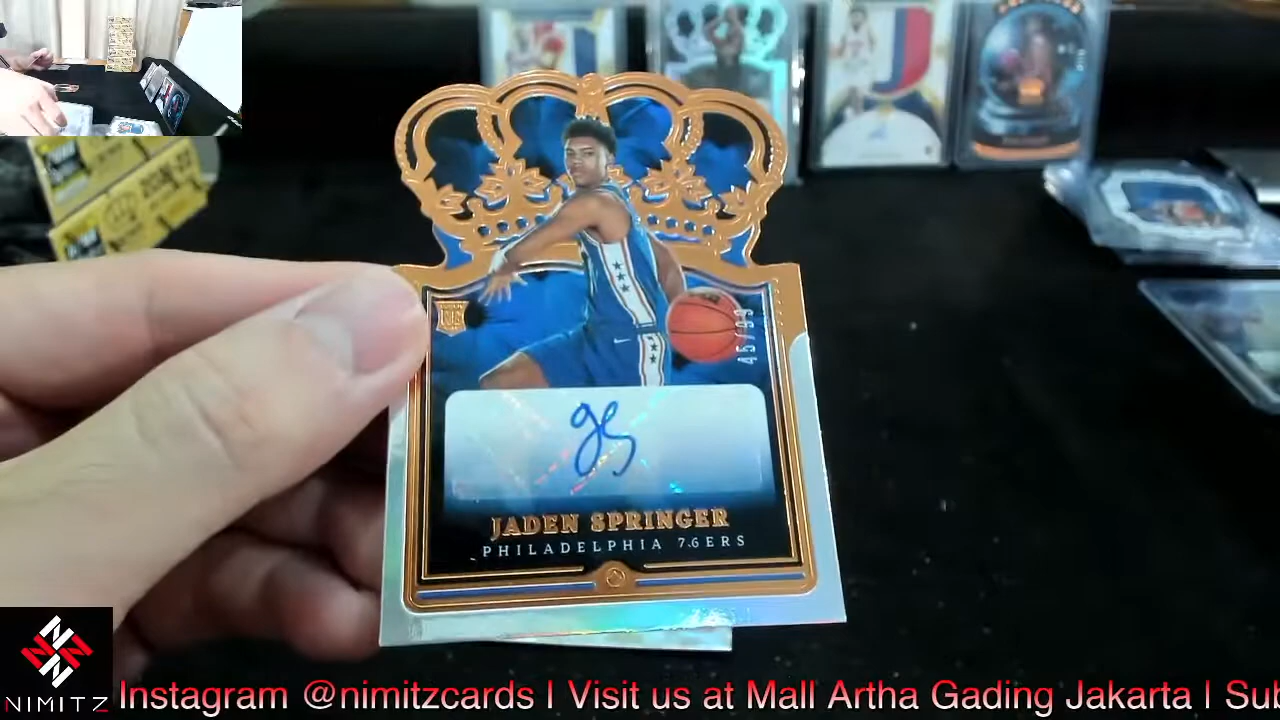 45/99
JADEN SPRINGER
PHILADELPHIA 76ERS
NIMITZ
Instagram @nimitzcards I Visit us at Mall Artha Gading Jakarta I Sub